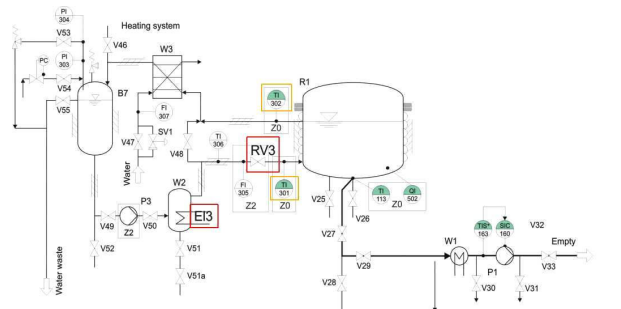 PI
304
V53
Heating system
V46
W3
PC
PI
303
V54
V55
B7
FI
307
SV1
V47
V48
Water
TI
306
TI
302
Z0
R1
RV3
FI
305
Z2
TI
301
Z0
TI
113
QI
502
Z0
V25
V26
W2
EI3
P3
V49
Z2
V50
V52
V51
V51a
Water waste
V27
V29
V28
W1
TIS*
163
SIC
160
V32
Empty
P1
V33
V30
V31